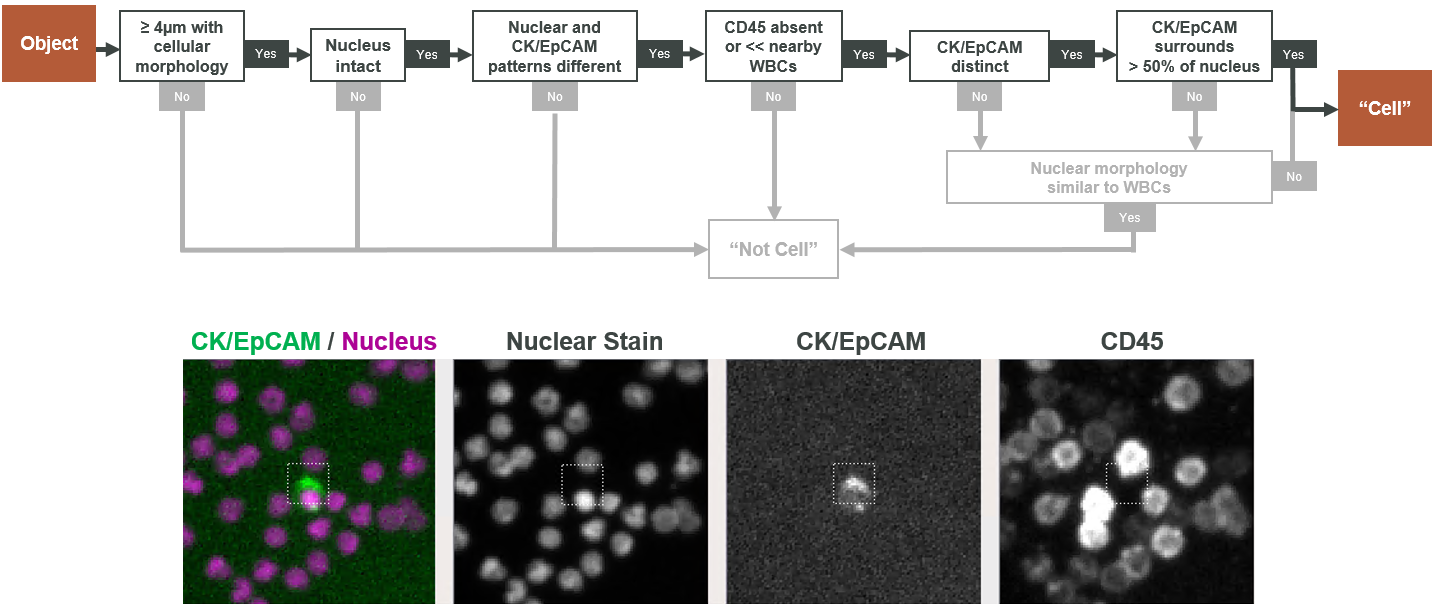 Object
≥ 4µm with
cellular
morphology
Yes
No
Nucleus
intact
Yes
No
Nuclear and
CK/EpCAM
patterns different
Yes
No
CD45 absent
or << nearby
WBCs
Yes
No
CK/EpCAM
distinct
Yes
No
CK/EpCAM
surrounds
> 50% of nucleus
Yes
No
“Cell”
Nuclear morphology
similar to WBCs
No
Yes
“Not Cell”
CK/EpCAM / Nucleus
Nuclear Stain
CK/EpCAM
CD45